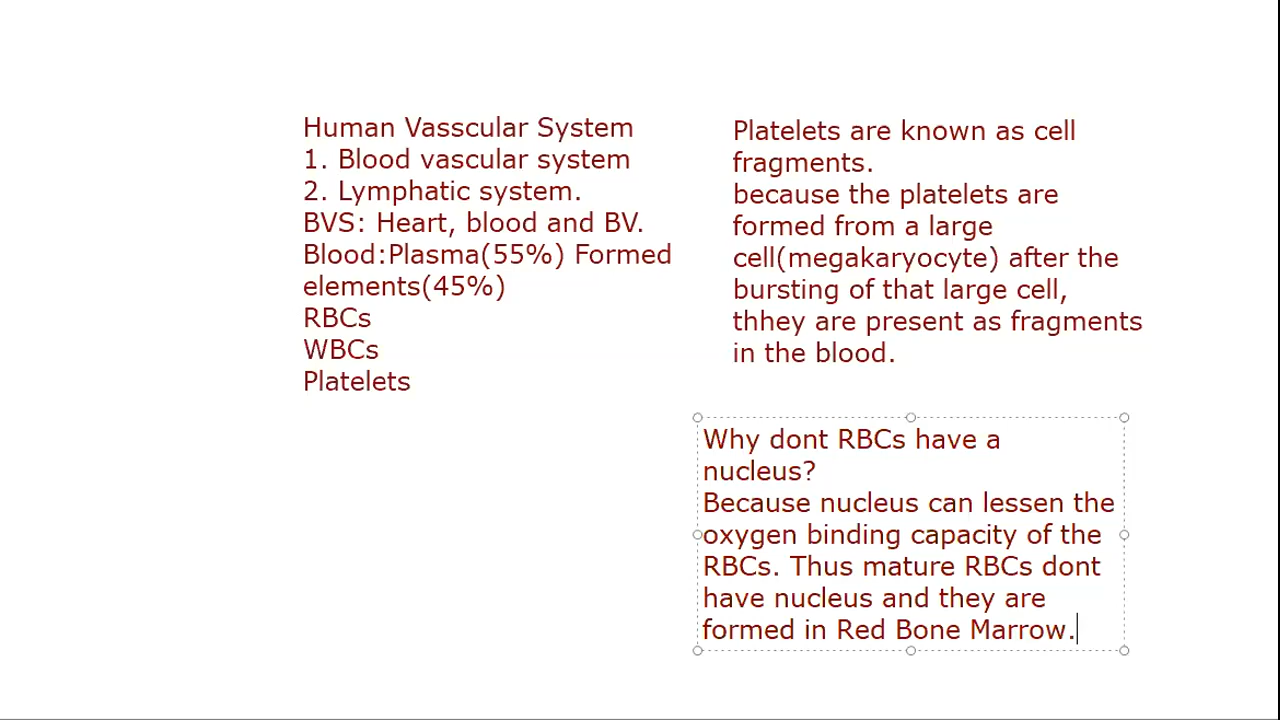 Human Vasscular System
1. Blood vascular system
2. Lymphatic system.
BVS: Heart, blood and BV.
Blood:Plasma(55%) Formed
elements(45%)
RBCs
WBCs
Platelets
Platelets are known as cell
fragments.
because the platelets are
formed from a large
cell(megakaryocyte) after the
bursting of that large cell,
thhey are present as fragments
in the blood.
Why dont RBCs have a
nucleus?
Because nucleus can lessen the
oxygen binding capacity of the
RBCs. Thus mature RBCs dont
have nucleus and they are
formed in Red Bone Marrow.